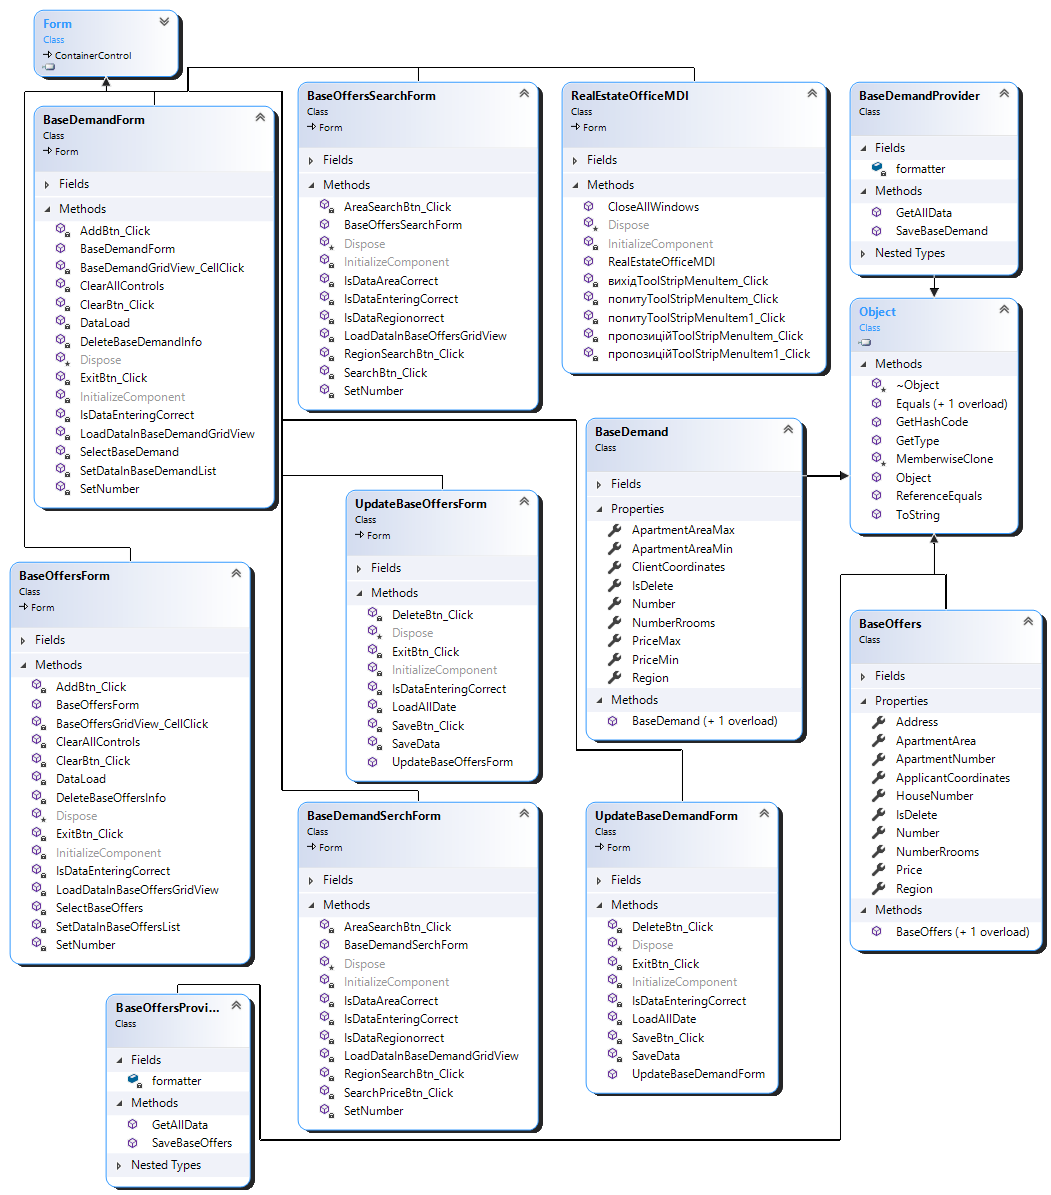 Form
Class
ContainerControl
BaseDemandForm
Class
Form
Fields
Methods
AddBtn_Click
BaseDemandForm
BaseDemandGridView_CellClick
ClearAllControls
ClearBtn_Click
DataLoad
DeleteBaseDemandInfo
Dispose
ExitBtn_Click
InitializeComponent
IsDataEnteringCorrect
LoadDataInBaseDemandGridView
SelectBaseDemand
SetDataInBaseDemandList
SetNumber
BaseOffersSearchForm
Class
Form
Fields
Methods
AreaSearchBtn_Click
BaseOffersSearchForm
Dispose
InitializeComponent
IsDataAreaCorrect
IsDataEnteringCorrect
IsDataRegionorrect
LoadDataInBaseOffersGridView
RegionSearchBtn_Click
SearchBtn_Click
SetNumber
RealEstateOfficeMDI
Class
Form
Fields
Methods
CloseAllWindows
Dispose
InitializeComponent
RealEstateOfficeMDI
вихідToolStripMenuItem_Click
попитуToolStripMenuItem_Click
попитуToolStripMenuItem1_Click
пропозиційToolStripMenuItem_Click
пропозиційToolStripMenuItem1_Click
BaseDemandProvider
Class
Fields
formatter
Methods
GetAllData
SaveBaseDemand
Nested Types
Object
Class
Methods
~Object
Equals (+ 1 overload)
GetHashCode
GetType
MemberwiseClone
Object
ReferenceEquals
ToString
BaseDemand
Class
Fields
Properties
ApartmentAreaMax
ApartmentAreaMin
ClientCoordinates
IsDelete
Number
NumberRrooms
PriceMax
PriceMin
Region
Methods
BaseDemand (+ 1 overload)
UpdateBaseOffersForm
Class
Form
Fields
Methods
DeleteBtn_Click
Dispose
ExitBtn_Click
InitializeComponent
IsDataEnteringCorrect
LoadAllDate
SaveBtn_Click
SaveData
UpdateBaseOffersForm
BaseOffersForm
Class
Form
Fields
Methods
AddBtn_Click
BaseOffersForm
BaseOffersGridView_CellClick
ClearAllControls
ClearBtn_Click
DataLoad
DeleteBaseOffersInfo
Dispose
ExitBtn_Click
InitializeComponent
IsDataEnteringCorrect
LoadDataInBaseOffersGridView
SelectBaseOffers
SetDataInBaseOffersList
SetNumber
BaseOffers
Class
Fields
Properties
Address
ApartmentArea
ApartmentNumber
ApplicantCoordinates
HouseNumber
IsDelete
Number
NumberRrooms
Price
Region
Methods
BaseOffers (+ 1 overload)
BaseDemandSerchForm
Class
Form
Fields
Methods
AreaSearchBtn_Click
BaseDemandSerchForm
Dispose
InitializeComponent
IsDataAreaCorrect
IsDataEnteringCorrect
IsDataRegionorrect
LoadDataInBaseDemandGridView
RegionSearchBtn_Click
SearchPriceBtn_Click
SetNumber
UpdateBaseDemandForm
Class
Form
Fields
Methods
DeleteBtn_Click
Dispose
ExitBtn_Click
InitializeComponent
IsDataEnteringCorrect
LoadAllDate
SaveBtn_Click
SaveData
UpdateBaseDemandForm
BaseOffersProvi...
Class
Fields
formatter
Methods
GetAllData
SaveBaseOffers
Nested Types